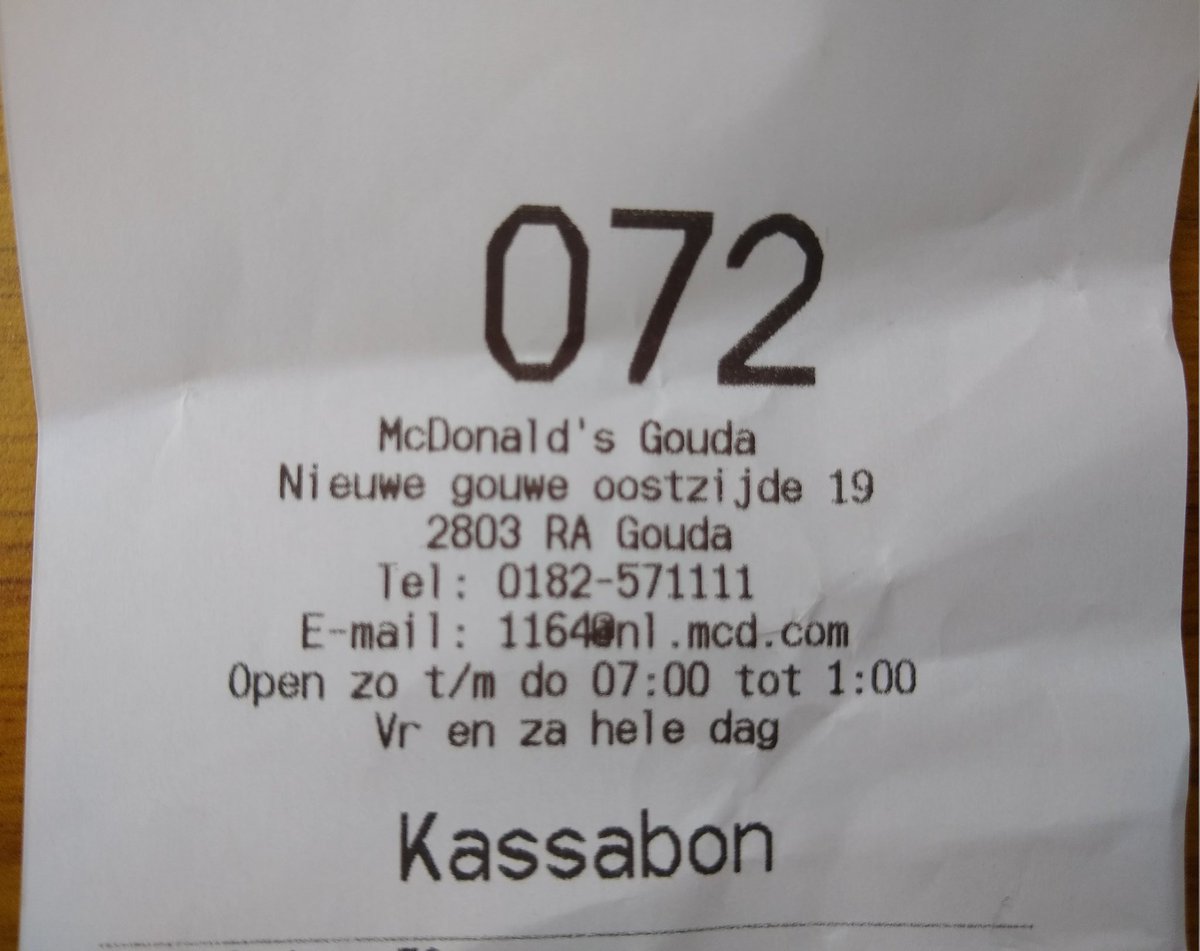 072
McDonald's Gouda
Nieuwe gouwe oostzijde 19
2803 RA Gouda
Tel: 0182-571111
E-mail: 1164@nl.mcd.com
Open zo t/m do 07:00 tot 1:00
Vr en za hele dag
Kassabon